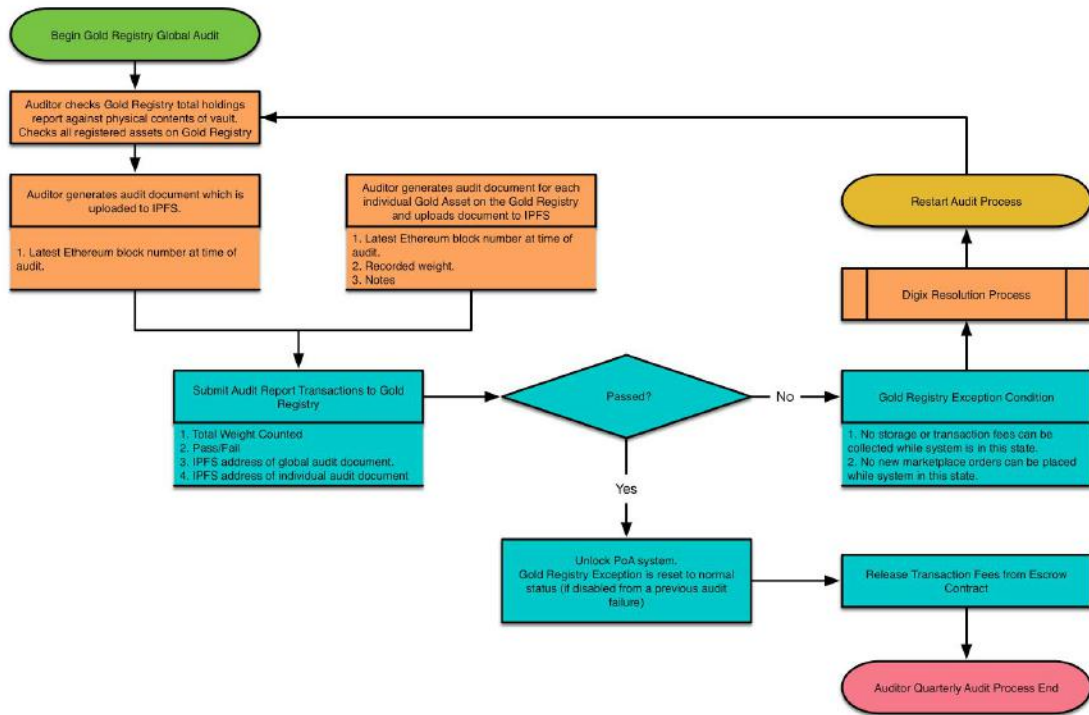 Begin Gold Registry Global Audit
Auditor checks Gold Registry total holdings
report against physical contents of vault.
Checks all registered assets on Gold Registry
Auditor generates audit document which is
uploaded to IPFS.
1. Latest Ethereum block number at time of
audit.
Auditor generates audit document for each
individual Gold Asset on the Gold Registry
and uploads document to IPFS
1. Latest Ethereum block number at time of
audit.
2. Recorded weight.
3. Notes
Restart Audit Process
Digix Resolution Process
Submit Audit Report Transactions to Gold
Registry
1. Total Weight Counted
2. Pass/Fail
3. IPFS address of global audit document.
4. IPFS address of individual audit document
Passed?
No
Gold Registry Exception Condition
1. No storage or transaction fees can be
collected while system is in this state.
2. No new marketplace orders can be placed
while system in this state.
Yes
Unlock PoA system.
Gold Registry Exception is reset to normal
status (if disabled from a previous audit
failure)
Release Transaction Fees from Escrow
Contract
Auditor Quarterly Audit Process End